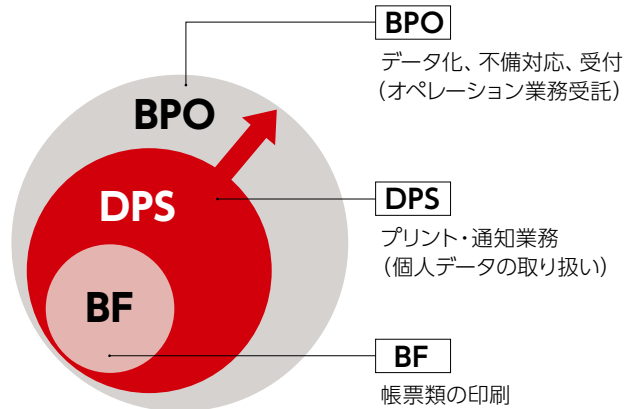 BPO
DPS
BF
BPO
データ化、不備対応、受付
（オペレーション業務受託）
DPS
プリント・通知業務
（個人データの取り扱い）
BF
帳票類の印刷